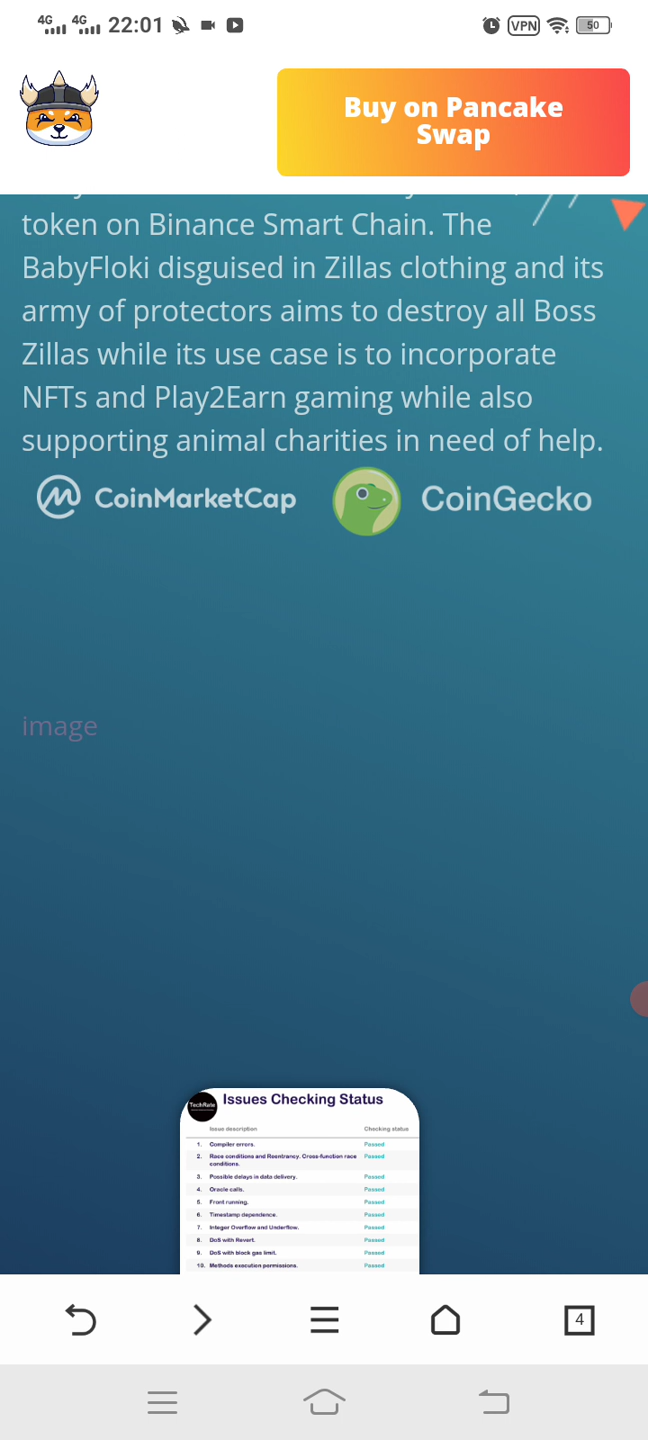 4G 4G 22:01 VPN 50
Buy on Pancake
Swap
token on Binance Smart Chain. The
BabyFloki disguised in Zillas clothing and its
army of protectors aims to destroy all Boss
Zillas while its use case is to incorporate
NFTs and Play2Earn gaming while also
supporting animal charities in need of help.
CoinMarketCap CoinGecko
image
TechRate
Issues Checking Status
Issue description Checking status
1. Compiler errors. Passed
2. Race conditions and Reentrancy. Cross-function race Passed
conditions.
3. Possible delays in data delivery. Passed
4. Oracle calls. Passed
5. Front running. Passed
6. Timestamp dependence. Passed
7. Integer Overflow and Underflow. Passed
8. DoS with Revert. Passed
9. DoS with block gas limit. Passed
10. Methods execution permissions. Passed
4